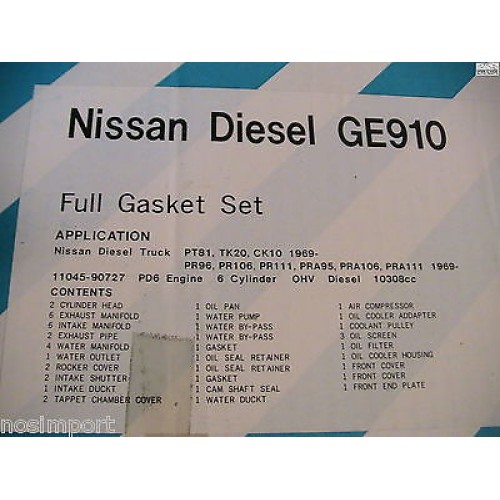 Nissan Diesel GE910
Full Gasket Set
APPLICATION
Nissan Diesel Truck PT81, TK20, CK10 1969-
PR96, PR106, PR111, PRA95, PRA106, PRA111 1969-
11045-90727 PD6 Engine 6 Cylinder OHV Diesel 10308cc
CONTENTS
2 CYLINDER HEAD
6 EXHAUST MANIFOLD
6 INTAKE MANIFOLD
2 EXHAUST PIPE
4 WATER MANIFOLD
1 WATER OUTLET
2 ROCKER COVER
2 INTAKE SHUTTER
1 INTAKE DUCKT
2 TAPPET CHAMBER COVER
1 OIL PAN
1 WATER PUMP
1 WATER BY-PASS
1 WATER BY-PASS
1 GASKET
1 OIL SEAL RETAINER
1 OIL SEAL RETAINER
1 GASKET
1 CAM SHAFT SEAL
1 WATER DUCKT
1 AIR COMPRESSOR
1 OIL COOLER ADDAPTER
1 COOLANT PULLEY
3 OIL SCREEN
1 OIL FILTER
1 OIL COOLER HOUSING
1 FRONT COVER
1 FRONT COVER
1 FRONT END PLATE
nosimport